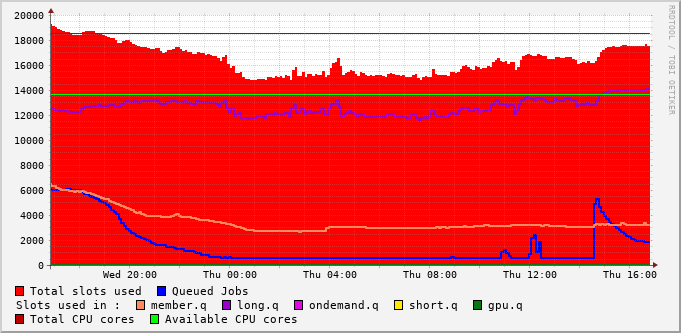 20000
18000
16000
14000
12000
10000
8000
6000
4000
2000
0
Wed 20:00 Thu 00:00 Thu 04:00 Thu 08:00 Thu 12:00 Thu 16:00
RRDTOOL / TOBI OETIKER
Total slots used Queued Jobs
Slots used in : member.q long.q ondemand.q short.q gpu.q
Total CPU cores Available CPU cores